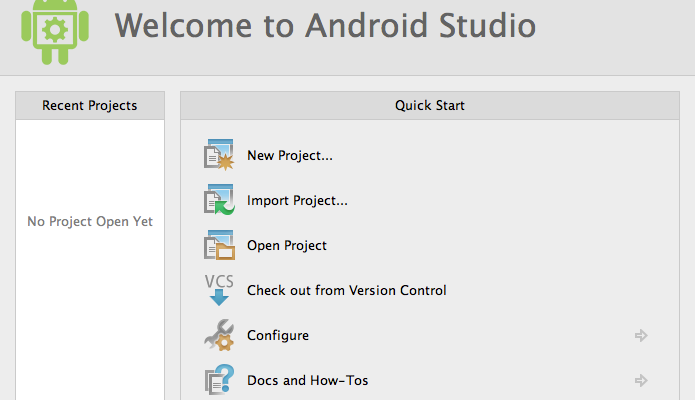 Welcome to Android Studio
Recent Projects
No Project Open Yet
Quick Start
New Project...
Import Project...
Open Project
VCS
Check out from Version Control
Configure
Docs and How-Tos